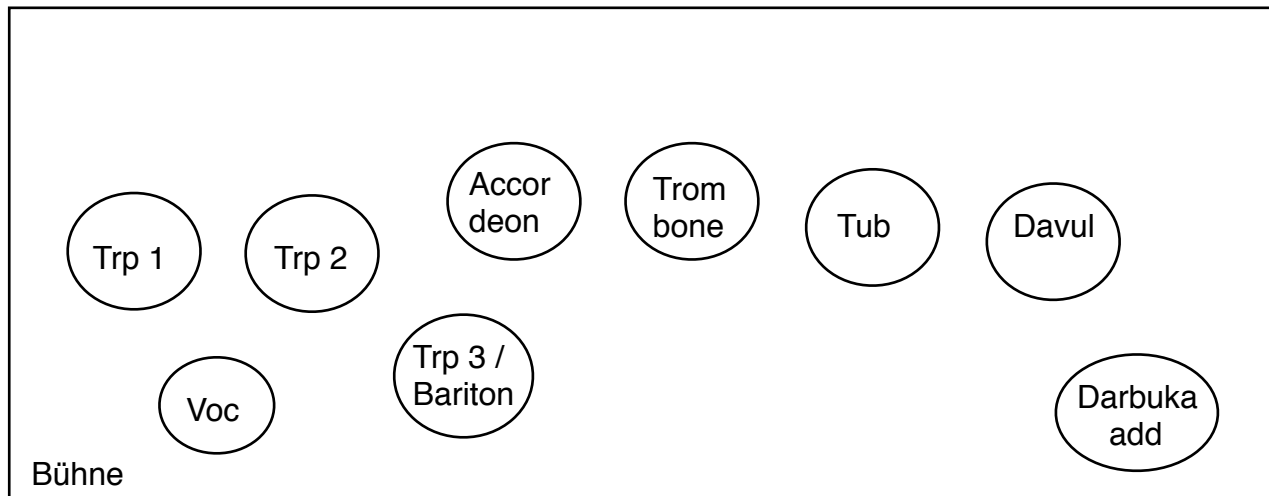 Accor
deon
Trom
bone
Tub
Davul
Trp 1
Trp 2
Trp 3 /
Bariton
Voc
Darbuka
add
Bühne